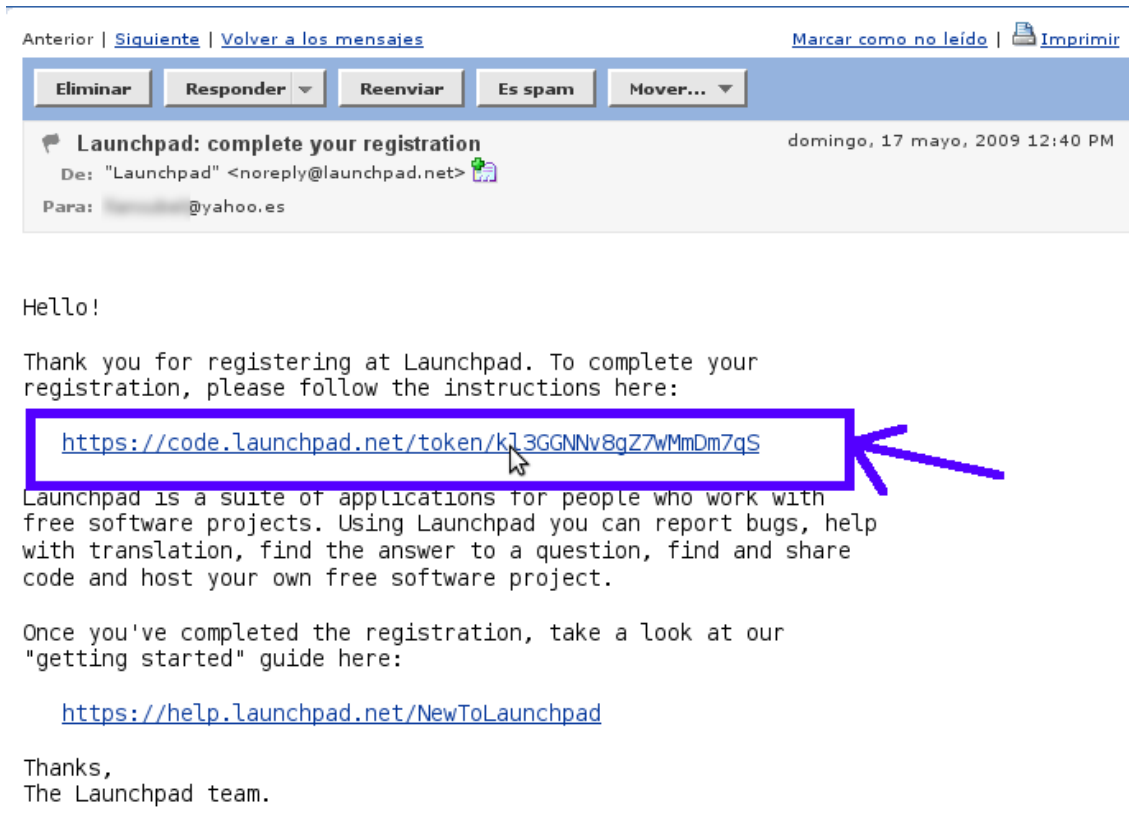 Anterior | Siguiente | Volver a los mensajes Marcar como no leído | Imprimir
Eliminar Responder Reenviar Es spam Mover...
Launchpad: complete your registration domingo, 17 mayo, 2009 12:40 PM
De: "Launchpad" <noreply@launchpad.net>
Para: @yahoo.es
Hello!
Thank you for registering at Launchpad. To complete your
registration, please follow the instructions here:
https://code.launchpad.net/token/kl3GGNNv8gZ7WMmDm7qS
Launchpad is a suite of applications for people who work with
free software projects. Using Launchpad you can report bugs, help
with translation, find the answer to a question, find and share
code and host your own free software project.
Once you've completed the registration, take a look at our
"getting started" guide here:
https://help.launchpad.net/NewToLaunchpad
Thanks,
The Launchpad team.